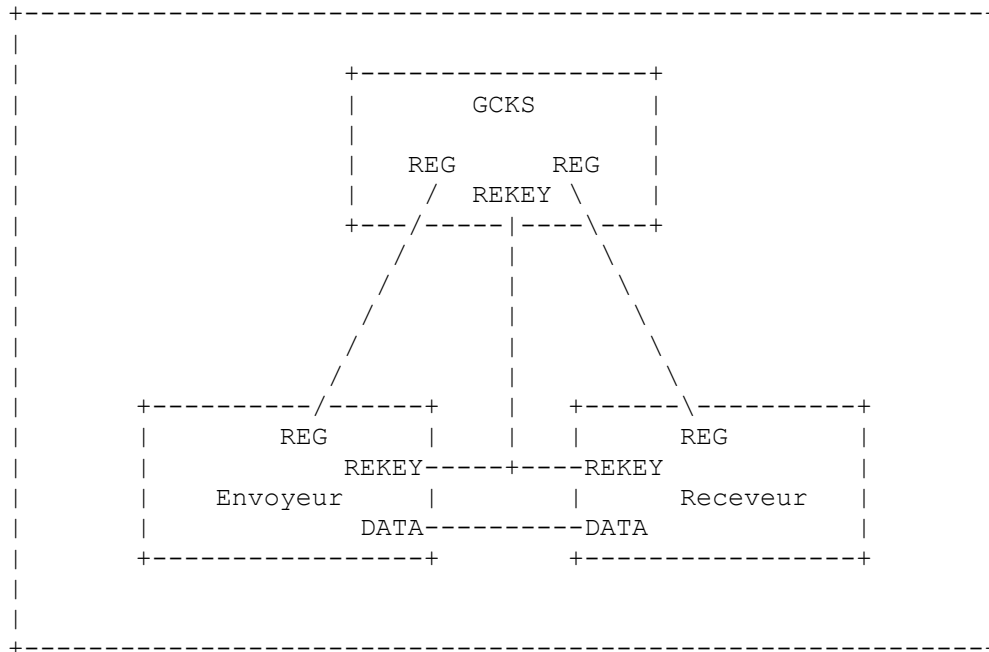 GCKS
REG REG
REKEY
REG REG
REKEY REKEY
Envoyeur Receveur
DATA DATA